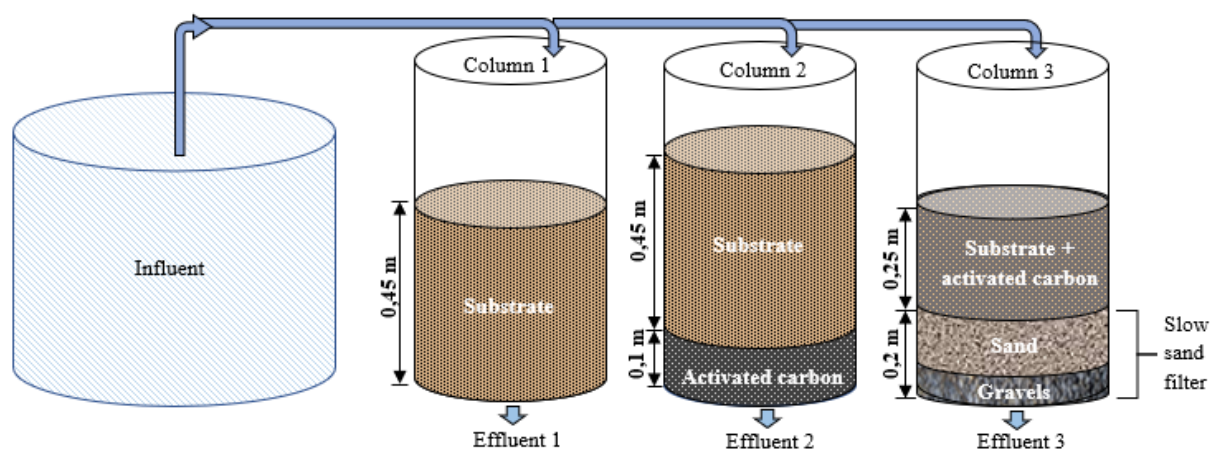 Influent
Column 1
0,45 m
Substrate
Effluent 1
Column 2
0,45 m
Substrate
0,1 m
Activated carbon
Effluent 2
Column 3
0,25 m
Substrate +
activated carbon
0,2 m
Sand
Gravels
Effluent 3
Slow
sand
filter